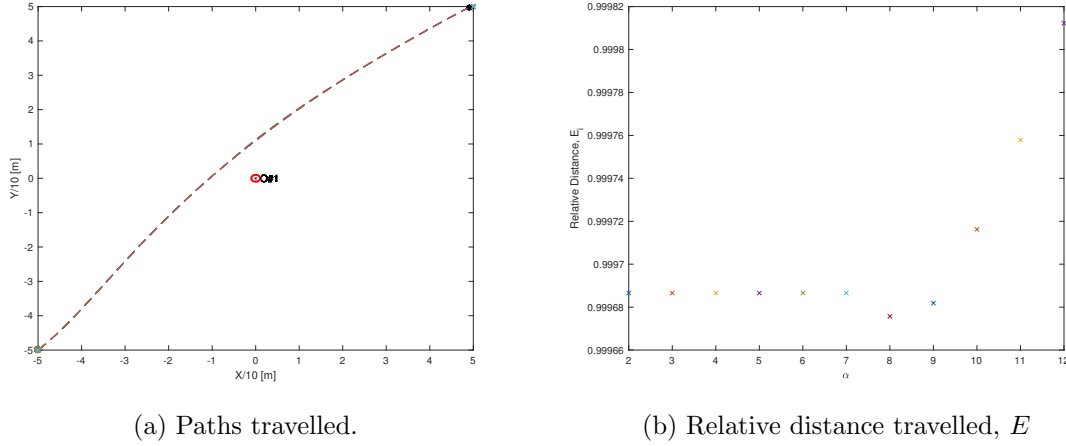 5
4
3
2
1
0
-1
-2
-3
-4
-5
Y/10 [m]
O#1
-5 -4 -3 -2 -1 0 1 2 3 4 5
X/10 [m]
(a) Paths travelled.
0.99982
0.9998
0.99978
0.99976
0.99974
0.99972
0.9997
0.99968
0.99966
Relative Distance, E_i
2 3 4 5 6 7 8 9 10 11 12
α
(b) Relative distance travelled, E